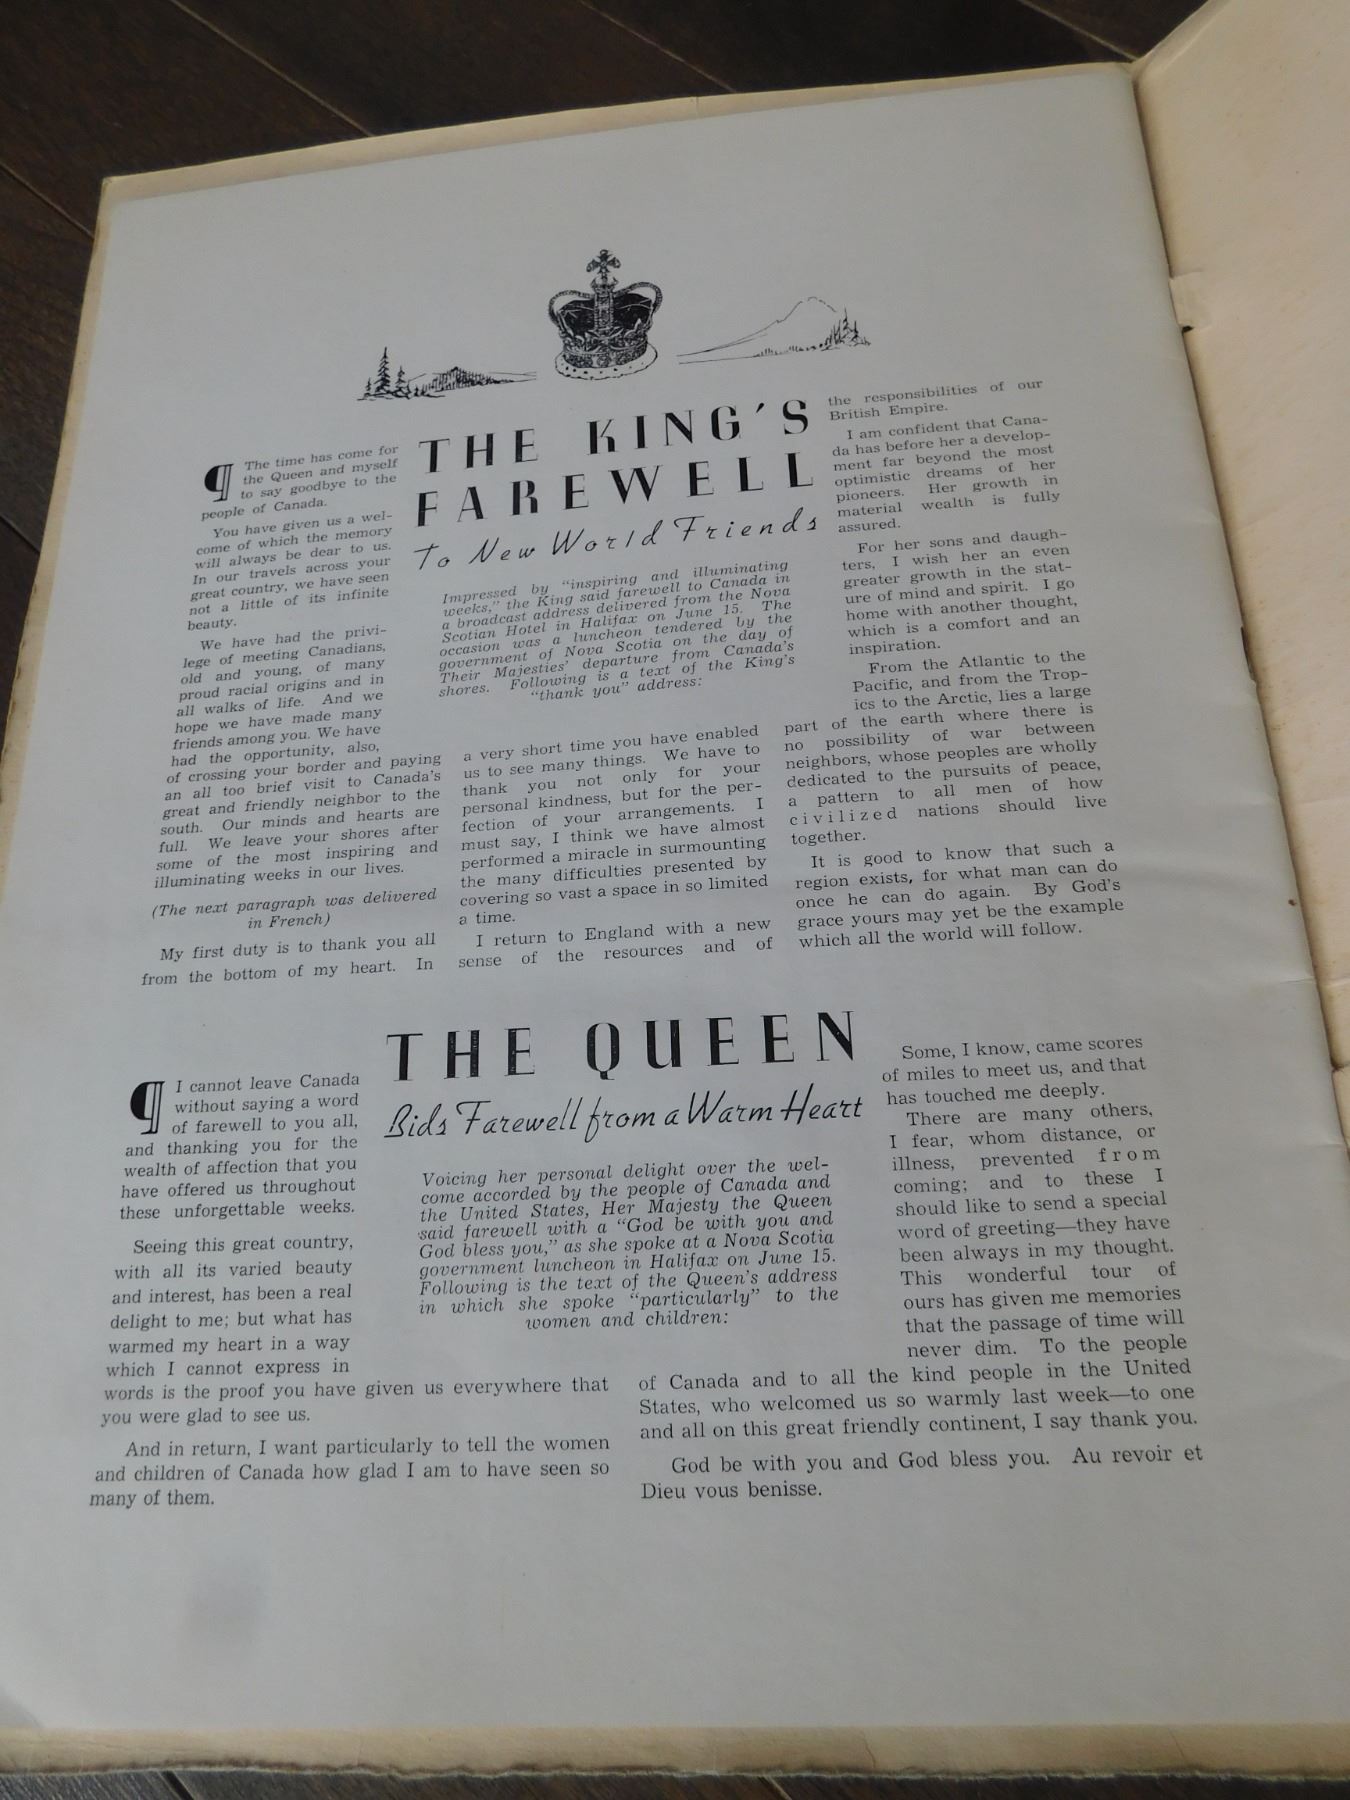 THE KING'S
FAREWELL
To New World Friends
Impressed by "inspiring and illuminating
weeks," the King said farewell to Canada in
a broadcast address delivered from the Nova
Scotian Hotel in Halifax on June 15. The
occasion was a luncheon tendered by the
government of Nova Scotia on the day of
Their Majesties' departure from Canada's
shores. Following is a text of the King's
"thank you" address:
¶ The time has come for
the Queen and myself
to say goodbye to the
people of Canada.
You have given us a wel-
come of which the memory
will always be dear to us.
In our travels across your
great country, we have seen
not a little of its infinite
beauty.
We have had the privi-
lege of meeting Canadians,
old and young, of many
proud racial origins and in
all walks of life. And we
hope we have made many
friends among you. We have
had the opportunity, also,
of crossing your border and paying
an all too brief visit to Canada's
great and friendly neighbor to the
south. Our minds and hearts are
full. We leave your shores after
some of the most inspiring and
illuminating weeks in our lives.
(The next paragraph was delivered
in French)
My first duty is to thank you all
from the bottom of my heart. In
a very short time you have enabled
us to see many things. We have to
thank you not only for your
personal kindness, but for the per-
fection of your arrangements. I
must say, I think we have almost
performed a miracle in surmounting
the many difficulties presented by
covering so vast a space in so limited
a time.
I return to England with a new
sense of the resources and of
the responsibilities of our
British Empire.
I am confident that Cana-
da has before her a develop-
ment far beyond the most
optimistic dreams of her
pioneers. Her growth in
material wealth is fully
assured.
For her sons and daugh-
ters, I wish her an even
greater growth in the stat-
ure of mind and spirit. I go
home with another thought,
which is a comfort and an
inspiration.
From the Atlantic to the
Pacific, and from the Trop-
ics to the Arctic, lies a large
part of the earth where there is
no possibility of war between
neighbors, whose peoples are wholly
dedicated to the pursuits of peace,
a pattern to all men of how
civilized nations should live
together.
It is good to know that such a
region exists, for what man can do
once he can do again. By God's
grace yours may yet be the example
which all the world will follow.
THE QUEEN
Bids Farewell from a Warm Heart
Voicing her personal delight over the wel-
come accorded by the people of Canada and
the United States, Her Majesty the Queen
said farewell with a "God be with you and
God bless you," as she spoke at a Nova Scotia
government luncheon in Halifax on June 15.
Following is the text of the Queen's address
in which she spoke "particularly" to the
women and children:
¶ I cannot leave Canada
without saying a word
of farewell to you all,
and thanking you for the
wealth of affection that you
have offered us throughout
these unforgettable weeks.
Seeing this great country,
with all its varied beauty
and interest, has been a real
delight to me; but what has
warmed my heart in a way
which I cannot express in
words is the proof you have given us everywhere that
you were glad to see us.
And in return, I want particularly to tell the women
and children of Canada how glad I am to have seen so
many of them.
Some, I know, came scores
of miles to meet us, and that
has touched me deeply.
There are many others,
I fear, whom distance, or
illness, prevented from
coming; and to these I
should like to send a special
word of greeting—they have
been always in my thought.
This wonderful tour of
ours has given me memories
that the passage of time will
never dim. To the people
of Canada and to all the kind people in the United
States, who welcomed us so warmly last week—to one
and all on this great friendly continent, I say thank you.
God be with you and God bless you. Au revoir et
Dieu vous benisse.